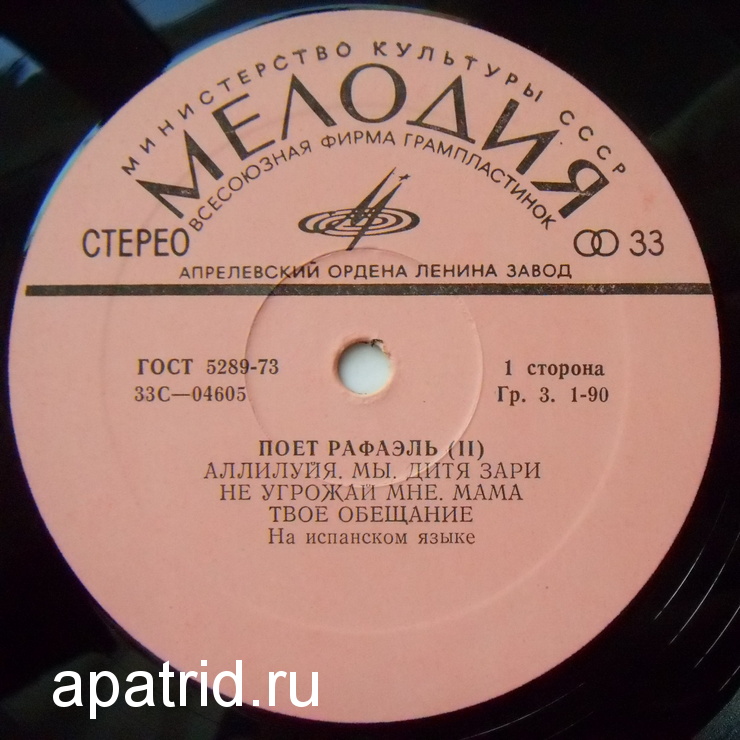 МИНИСТЕРСТВО КУЛЬТУРЫ СССР
МЕЛОДИЯ
ВСЕСОЮЗНАЯ ФИРМА ГРАМПЛАСТИНОК
СТЕРЕО 33
АПРЕЛЕВСКИЙ ОРДЕНА ЛЕНИНА ЗАВОД
ГОСТ 5289-73 1 сторона
33С—04605 Гр. 3. 1-90
ПОЕТ РАФАЭЛЬ (II)
АЛЛИЛУЙЯ. МЫ. ДИТЯ ЗАРИ
НЕ УГРОЖАЙ МНЕ. МАМА
ТВОЕ ОБЕЩАНИЕ
На испанском языке
apatrid.ru